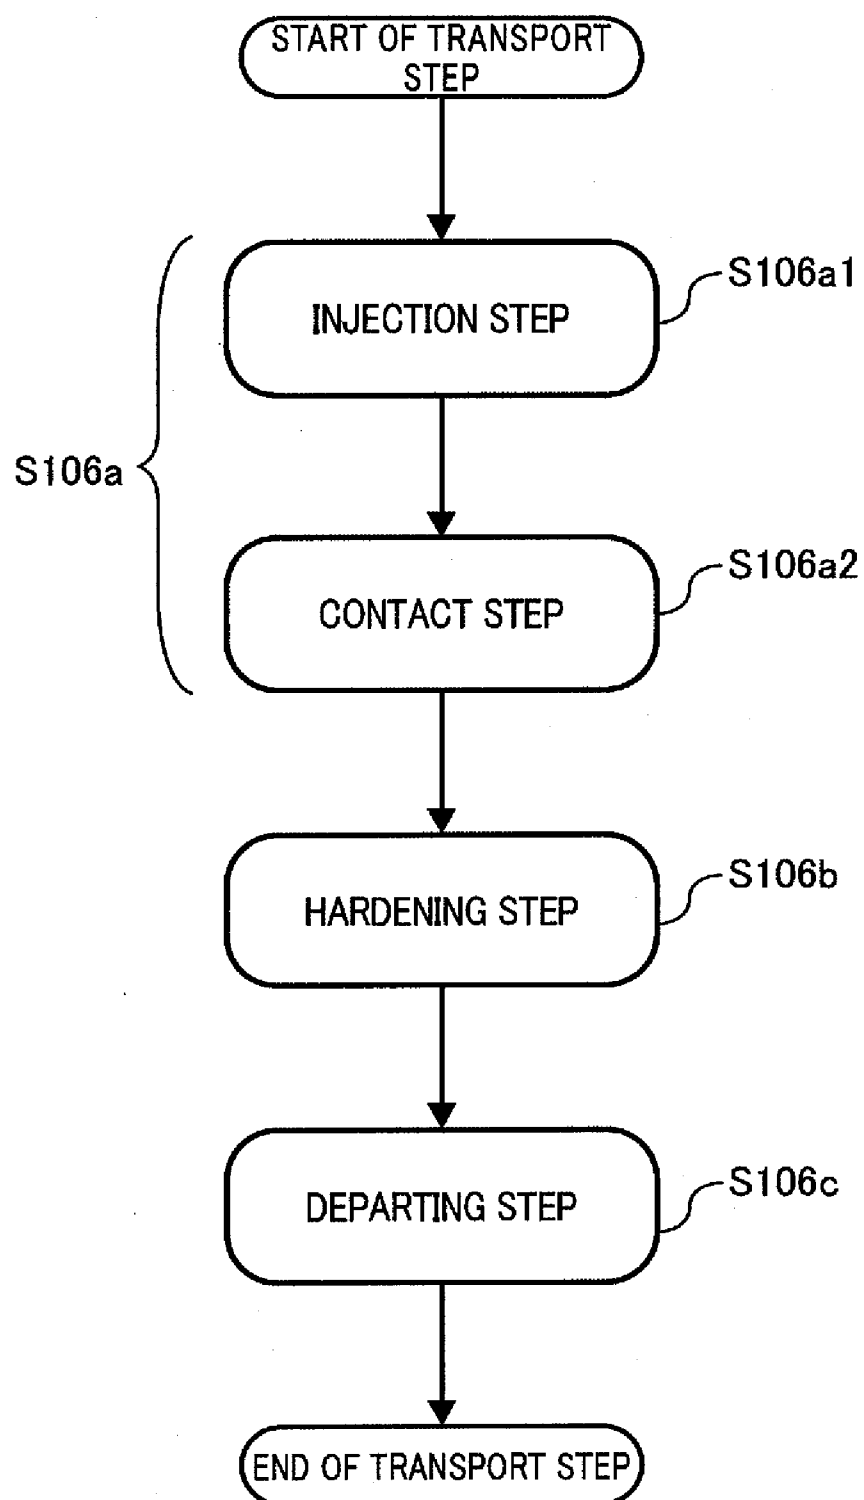 START OF TRANSPORT
STEP
S106a1
INJECTION STEP
S106a
S106a2
CONTACT STEP
S106b
HARDENING STEP
S106c
DEPARTING STEP
END OF TRANSPORT STEP